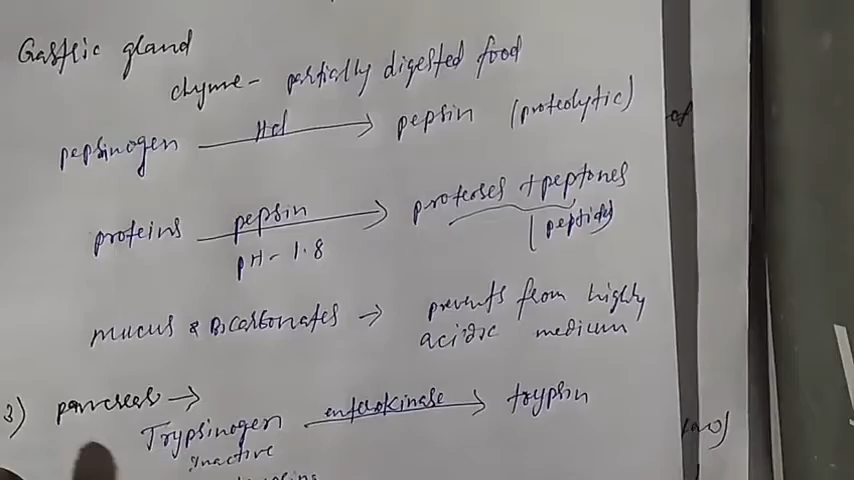 Gastric gland
chyme - partially digested food
pepsinogen HCl → pepsin (proteolytic)
proteins pepsin → proteoses + peptones
pH - 1.8 peptides
mucus & Bicarbonates → prevents from highly
acidic medium
3) pancreas →
Trypsinogen enterokinase → trypsin
Inactive